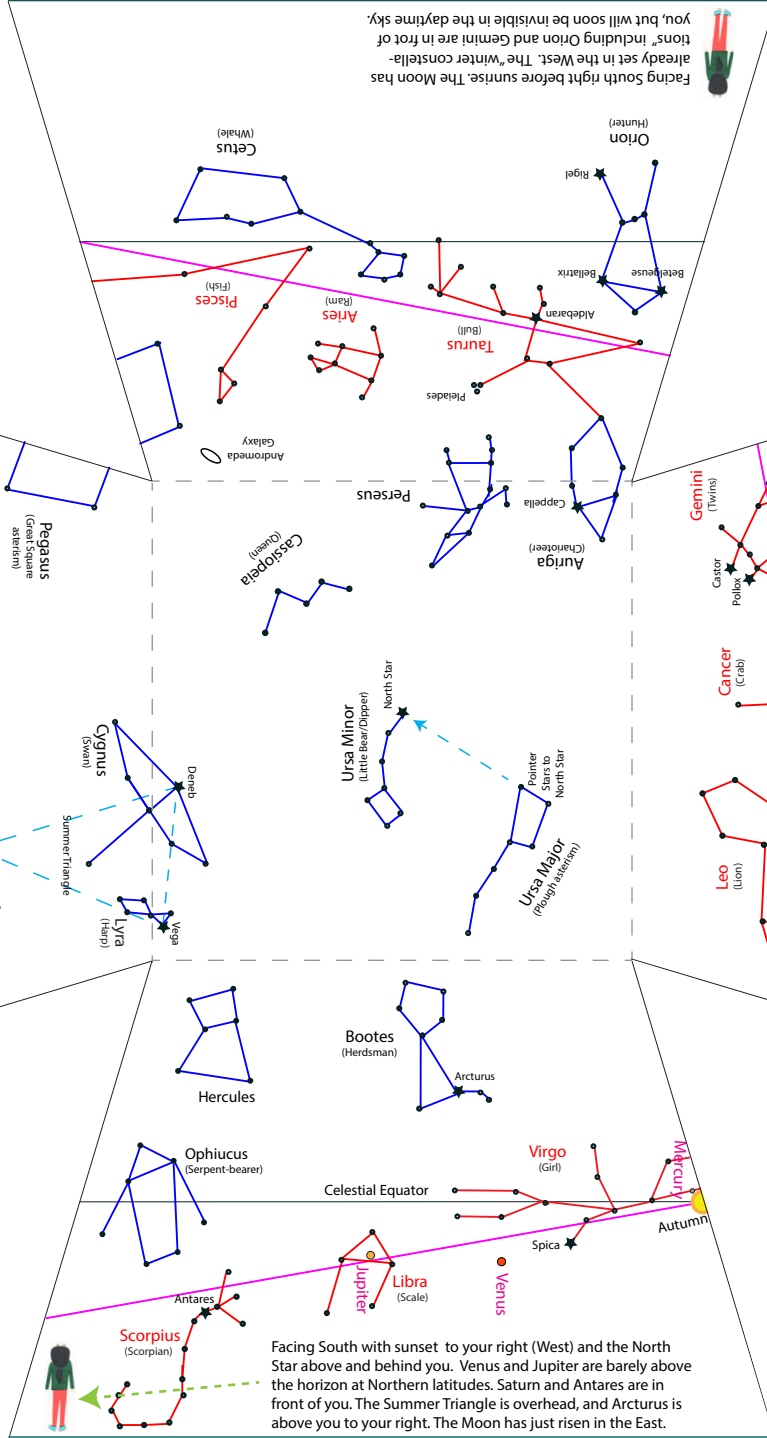 Facing South right before sunrise. The Moon has
already set in the West. The "winter constella-
tions" including Orion and Gemini are in frot of
you, but will soon be invisible in the daytime sky.
Cetus
(Whale)
Orion
(Hunter)
Rigel
Bellatrix
Betelgeuse
Pisces
(Fish)
Aries
(Ram)
Taurus
(Bull)
Aldebaran
Pleiades
Andromeda
Galaxy
Pegasus
(Great Square
asterism)
Perseus
Cappella
Auriga
(Charioteer)
Cassiopeia
(Queen)
Gemini
(Twins)
Castor
Pollox
Cancer
(Crab)
Leo
(Lion)
Ursa Minor
(Little Bear/Dipper)
North Star
Pointer
Stars to
North Star
Ursa Major
(Plough asterism)
Cygnus
(Swan)
Deneb
Summer Triangle
Lyra
(Harp)
Vega
Hercules
Bootes
(Herdsman)
Arcturus
Ophiucus
(Serpent-bearer)
Celestial Equator
Virgo
(Girl)
Mercury
Autumn
Spica
Venus
Jupiter
Libra
(Scale)
Antares
Scorpius
(Scorpian)
Facing South with sunset to your right (West) and the North
Star above and behind you. Venus and Jupiter are barely above
the horizon at Northern latitudes. Saturn and Antares are in
front of you. The Summer Triangle is overhead, and Arcturus is
above you to your right. The Moon has just risen in the East.